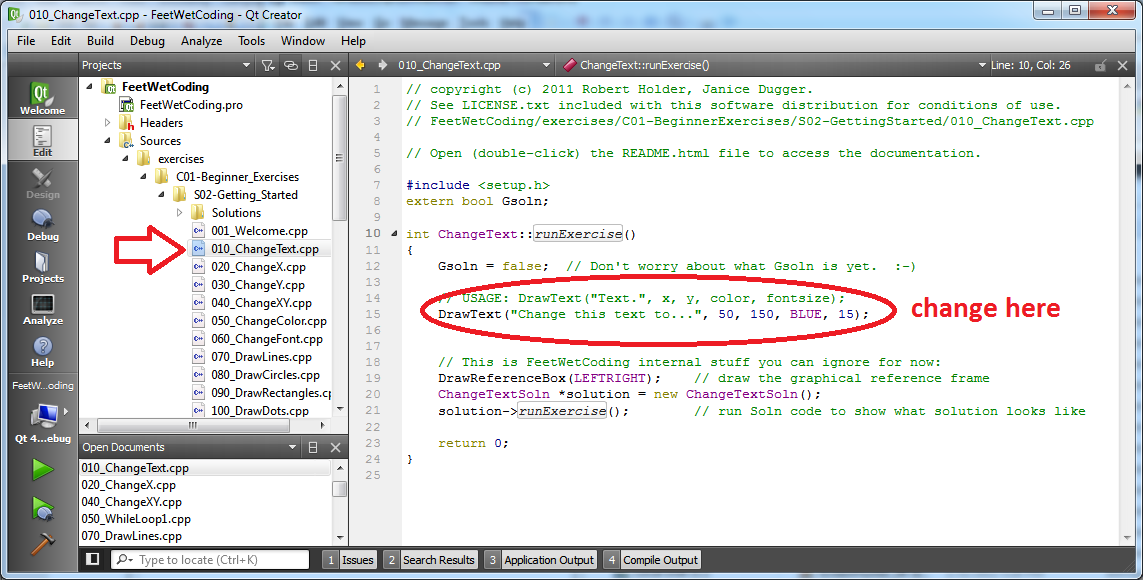 010_ChangeText.cpp - FeetWetCoding - Qt Creator
File Edit Build Debug Analyze Tools Window Help
Projects
010_ChangeText.cpp
ChangeText::runExercise()
Line: 10, Col: 26
Welcome
Edit
Design
Debug
Projects
Analyze
Help
FeetW...oding
Qt 4...ebug
FeetWetCoding
FeetWetCoding.pro
Headers
Sources
exercises
C01-Beginner_Exercises
S02-Getting_Started
Solutions
001_Welcome.cpp
010_ChangeText.cpp
020_ChangeX.cpp
030_ChangeY.cpp
040_ChangeXY.cpp
050_ChangeColor.cpp
060_ChangeFont.cpp
070_DrawLines.cpp
080_DrawCircles.cpp
090_DrawRectangles.cp
100_DrawDots.cpp
Open Documents
010_ChangeText.cpp
020_ChangeX.cpp
040_ChangeXY.cpp
050_WhileLoop1.cpp
070_DrawLines.cpp
1 // copyright (c) 2011 Robert Holder, Janice Dugger.
2 // See LICENSE.txt included with this software distribution for conditions of use.
3 // FeetWetCoding/exercises/C01-BeginnerExercises/S02-GettingStarted/010_ChangeText.cpp
4
5 // Open (double-click) the README.html file to access the documentation.
6
7 #include <setup.h>
8 extern bool Gsoln;
9
10 int ChangeText::runExercise()
11 {
12 Gsoln = false;  // Don't worry about what Gsoln is yet.  :-)
13
14 // USAGE: DrawText("Text.", x, y, color, fontsize);
15 DrawText("Change this text to...", 50, 150, BLUE, 15);
16
17
18 // This is FeetWetCoding internal stuff you can ignore for now:
19 DrawReferenceBox(LEFTRIGHT);    // draw the graphical reference frame
20 ChangeTextSoln *solution = new ChangeTextSoln();
21 solution->runExercise();        // run Soln code to show what solution looks like
22
23 return 0;
24 }
25
change here
Type to locate (Ctrl+K)
1 Issues
2 Search Results
3 Application Output
4 Compile Output